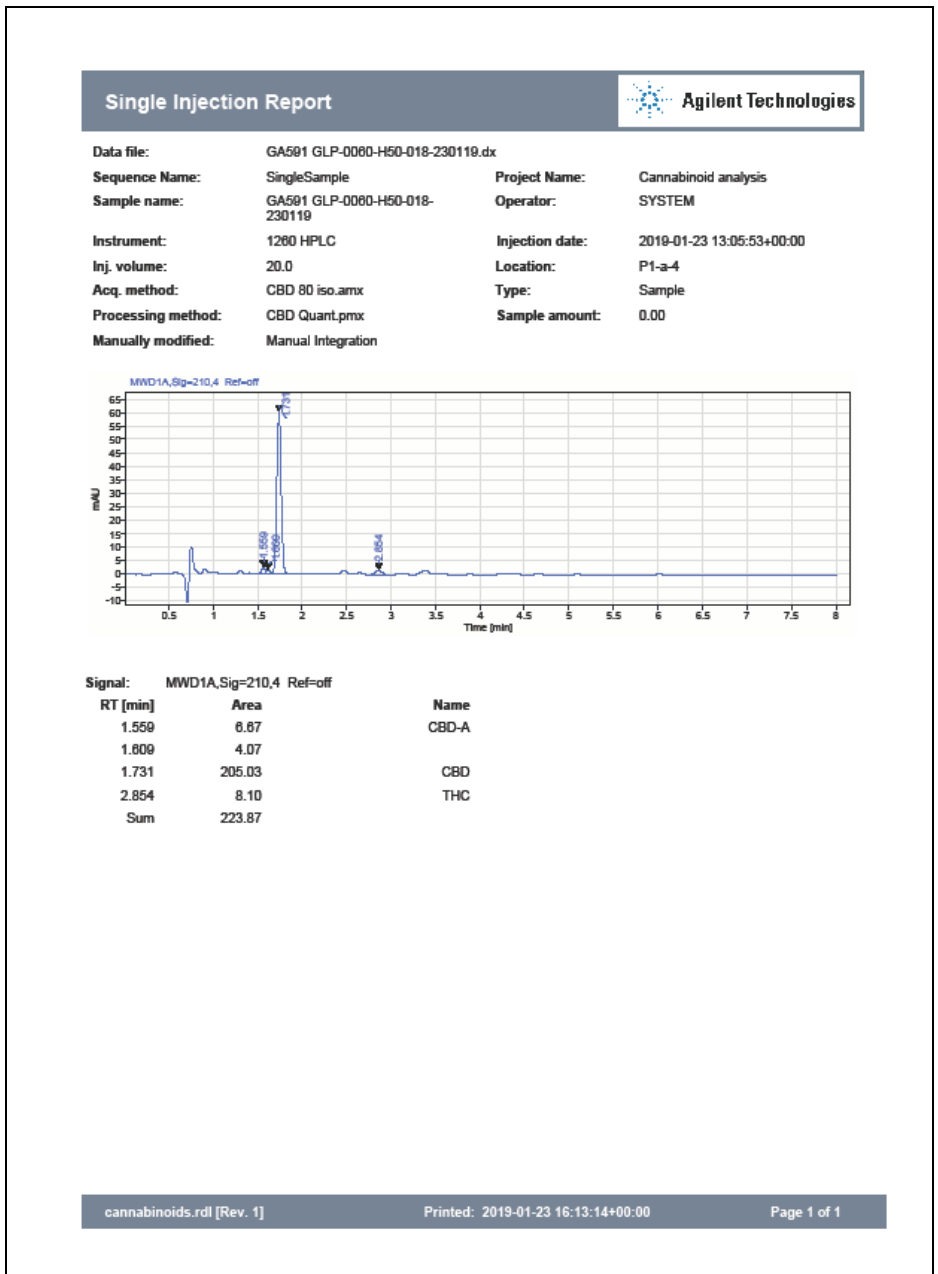 Single Injection Report
Agilent Technologies
Data file: GA591 GLP-0060-H50-018-230119.dx
Sequence Name: SingleSample Project Name: Cannabinoid analysis
Sample name: GA591 GLP-0060-H50-018-230119 Operator: SYSTEM
Instrument: 1260 HPLC Injection date: 2019-01-23 13:05:53+00:00
Inj. volume: 20.0 Location: P1-a-4
Acq. method: CBD 80 iso.amx Type: Sample
Processing method: CBD Quant.pmx Sample amount: 0.00
Manually modified: Manual Integration
MWD1A,Sig=210,4 Ref=off
65
60
55
50
45
40
35
30
25
20
15
10
5
0
-5
-10
mAU
1.559
1.609
1.731
2.854
0.5 1 1.5 2 2.5 3 3.5 4 4.5 5 5.5 6 6.5 7 7.5 8
Time [min]
Signal: MWD1A,Sig=210,4 Ref=off
RT [min] Area Name
1.559 6.67 CBD-A
1.609 4.07
1.731 205.03 CBD
2.854 8.10 THC
Sum 223.87
cannabinoids.rdl [Rev. 1] Printed: 2019-01-23 16:13:14+00:00 Page 1 of 1